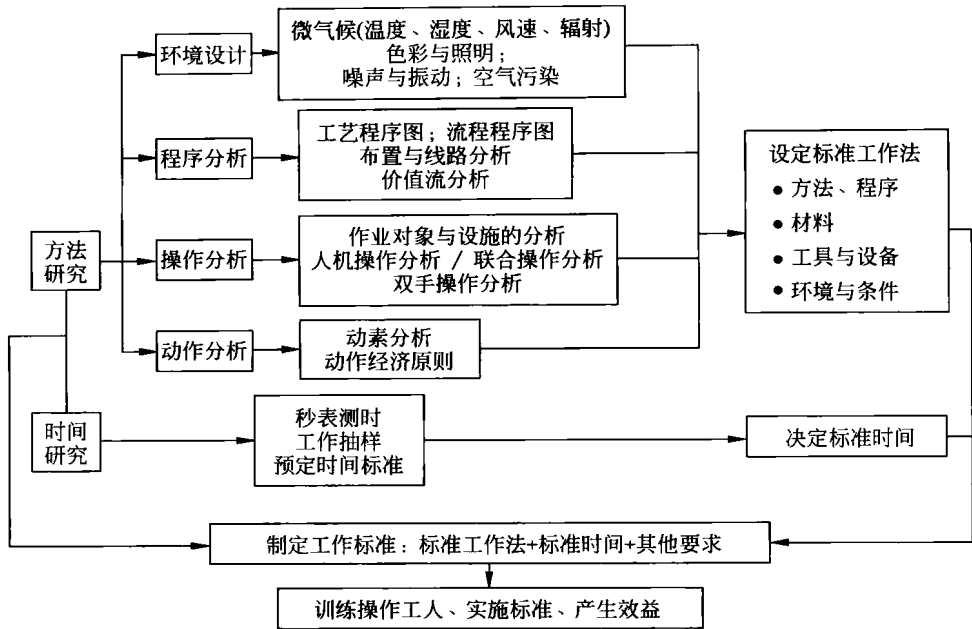 环境设计
微气候(温度、湿度、风速、辐射)
色彩与照明;
噪声与振动; 空气污染
程序分析
工艺程序图; 流程程序图
布置与线路分析
价值流分析
方法
研究
操作分析
作业对象与设施的分析
人机操作分析 / 联合操作分析
双手操作分析
动作分析
动素分析
动作经济原则
设定标准工作法
• 方法、程序
• 材料
• 工具与设备
• 环境与条件
时间
研究
秒表测时
工作抽样
预定时间标准
决定标准时间
制定工作标准: 标准工作法+标准时间+其他要求
训练操作工人、实施标准、产生效益